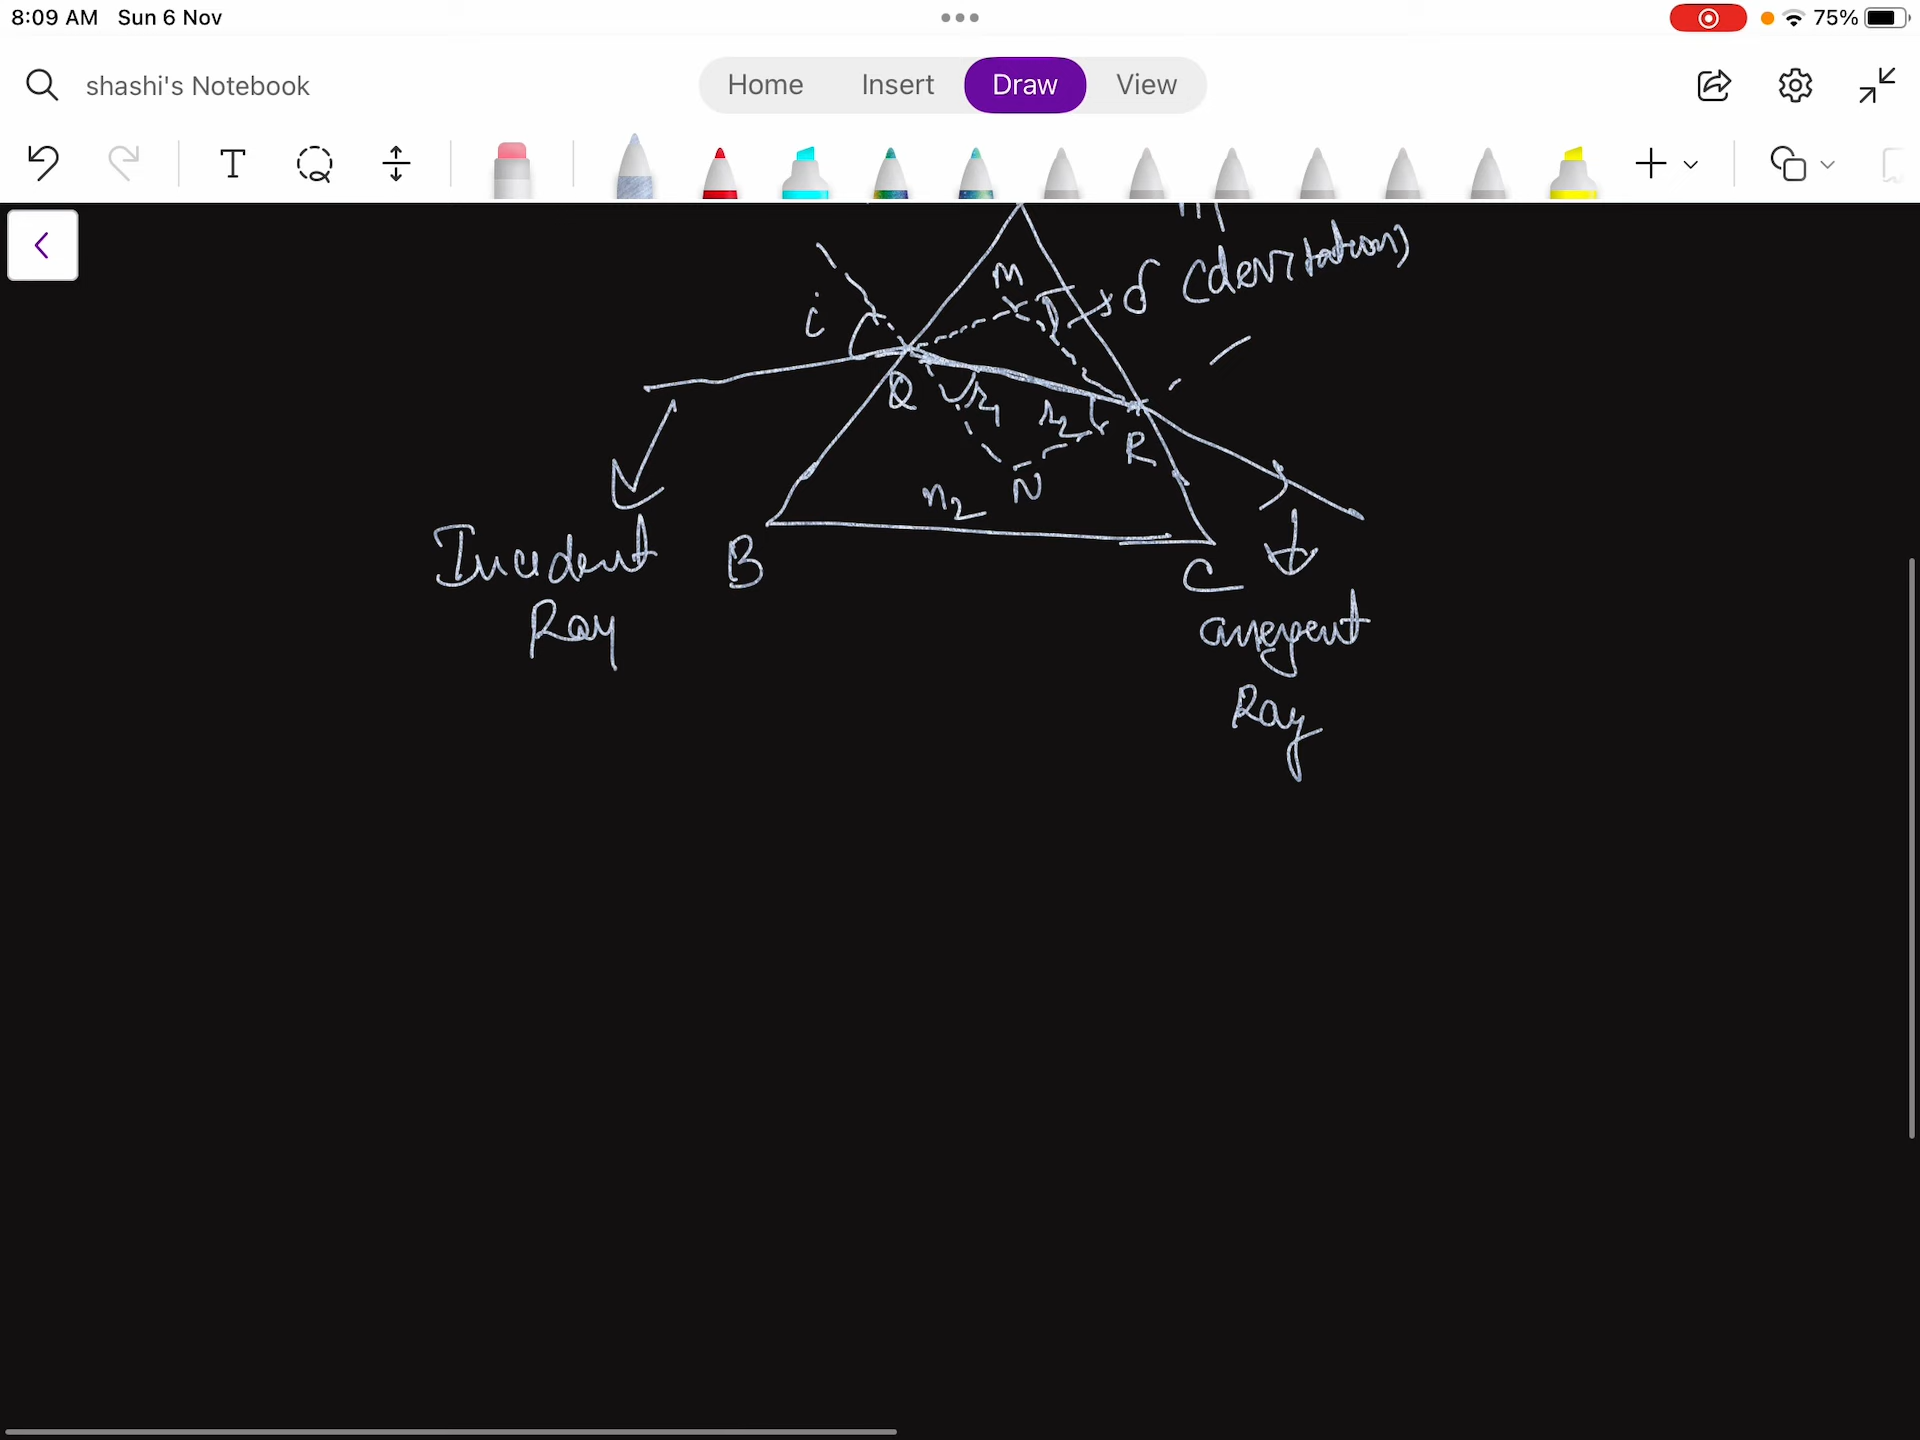 8:09 AM Sun 6 Nov
75%
shashi's Notebook
Home Insert Draw View
T
m
δ (devitation)
i
Q
r1
r2
R
N
n2
B
C
Incident
Ray
emergent
Ray